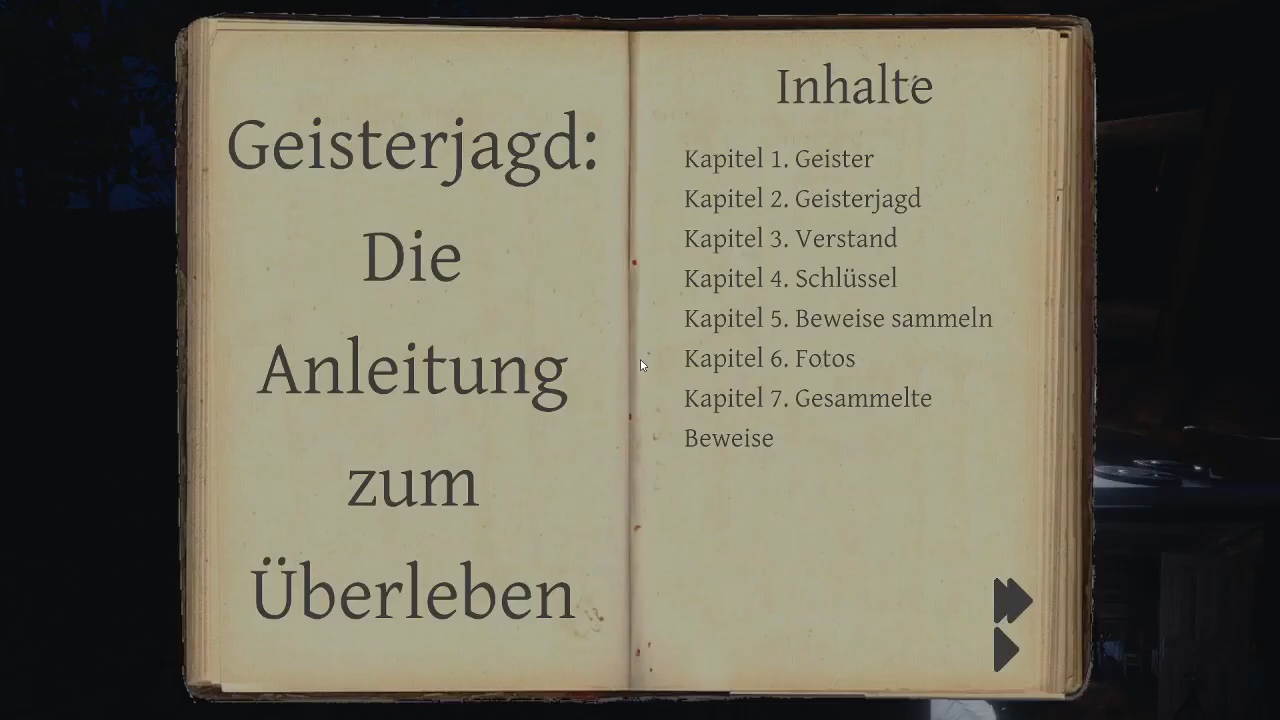 Geisterjagd:
Die
Anleitung
zum
Überleben
Inhalte
Kapitel 1. Geister
Kapitel 2. Geisterjagd
Kapitel 3. Verstand
Kapitel 4. Schlüssel
Kapitel 5. Beweise sammeln
Kapitel 6. Fotos
Kapitel 7. Gesammelte
Beweise